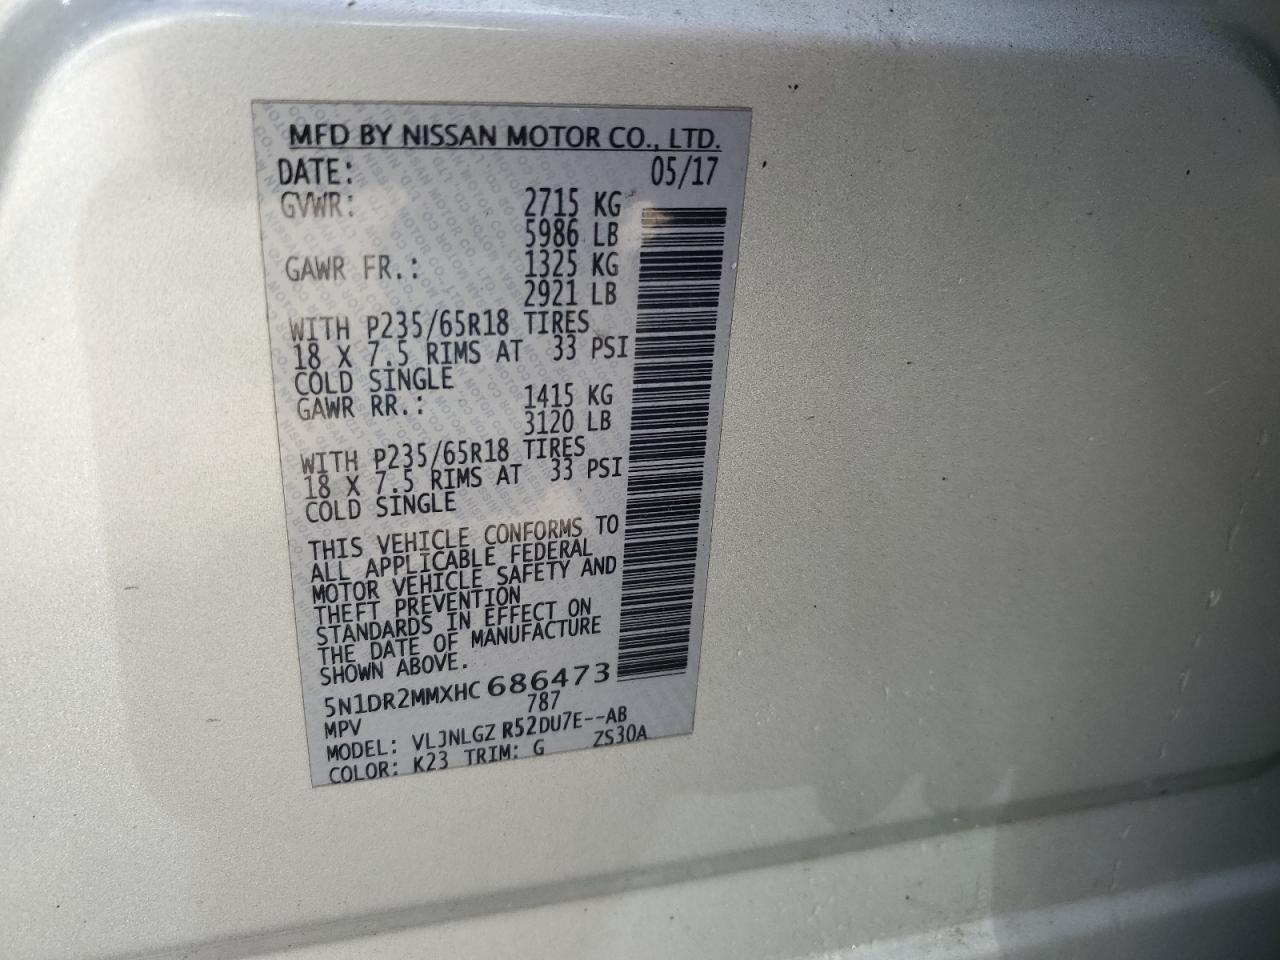 MFD BY NISSAN MOTOR CO., LTD.
DATE: 05/17
GVWR: 2715 KG
5986 LB
GAWR FR.: 1325 KG
2921 LB
WITH P235/65R18 TIRES
18 X 7.5 RIMS AT 33 PSI
COLD SINGLE
GAWR RR.: 1415 KG
3120 LB
WITH P235/65R18 TIRES
18 X 7.5 RIMS AT 33 PSI
COLD SINGLE
THIS VEHICLE CONFORMS TO
ALL APPLICABLE FEDERAL
MOTOR VEHICLE SAFETY AND
THEFT PREVENTION
STANDARDS IN EFFECT ON
THE DATE OF MANUFACTURE
SHOWN ABOVE.
5N1DR2MMXHC686473
MPV 787
MODEL: VLJNLGZ R52DU7E--AB
COLOR: K23 TRIM: G ZS30A